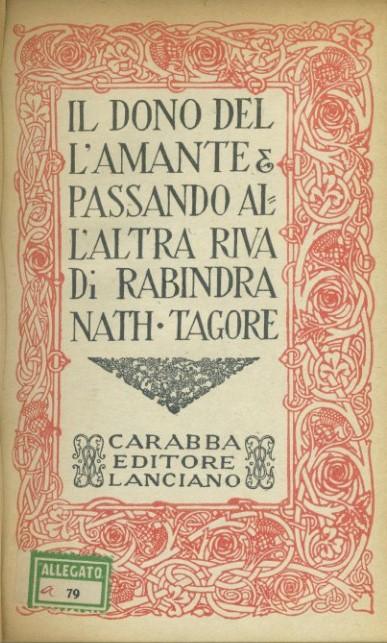 IL DONO DEL
L'AMANTE &
PASSANDO AL=
L'ALTRA RIVA
Di RABINDRA
NATH · TAGORE
CARABBA
EDITORE
LANCIANO
ALLEGATO
a 79